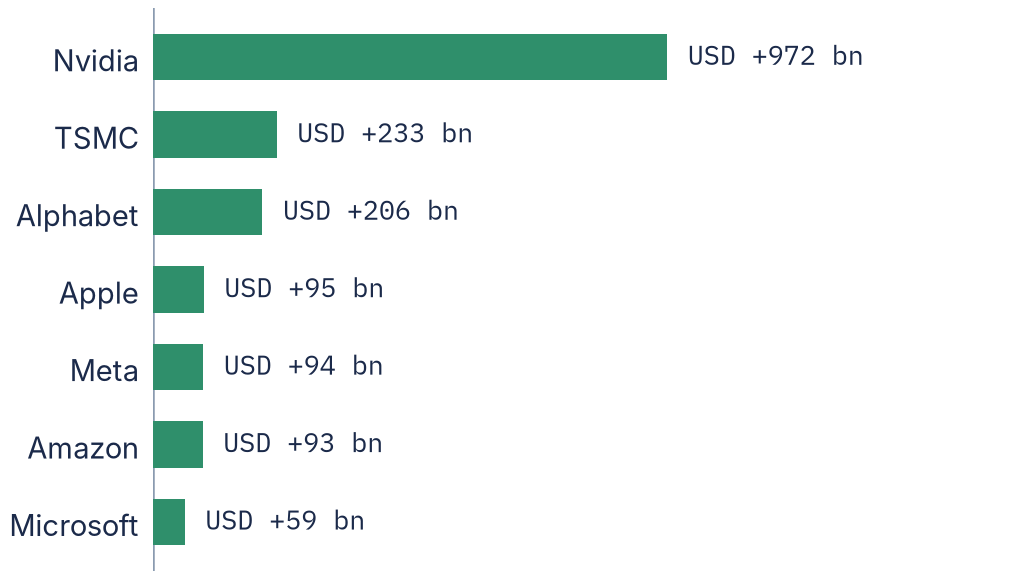 Nvidia USD +972 bn
TSMC USD +233 bn
Alphabet USD +206 bn
Apple USD +95 bn
Meta USD +94 bn
Amazon USD +93 bn
Microsoft USD +59 bn